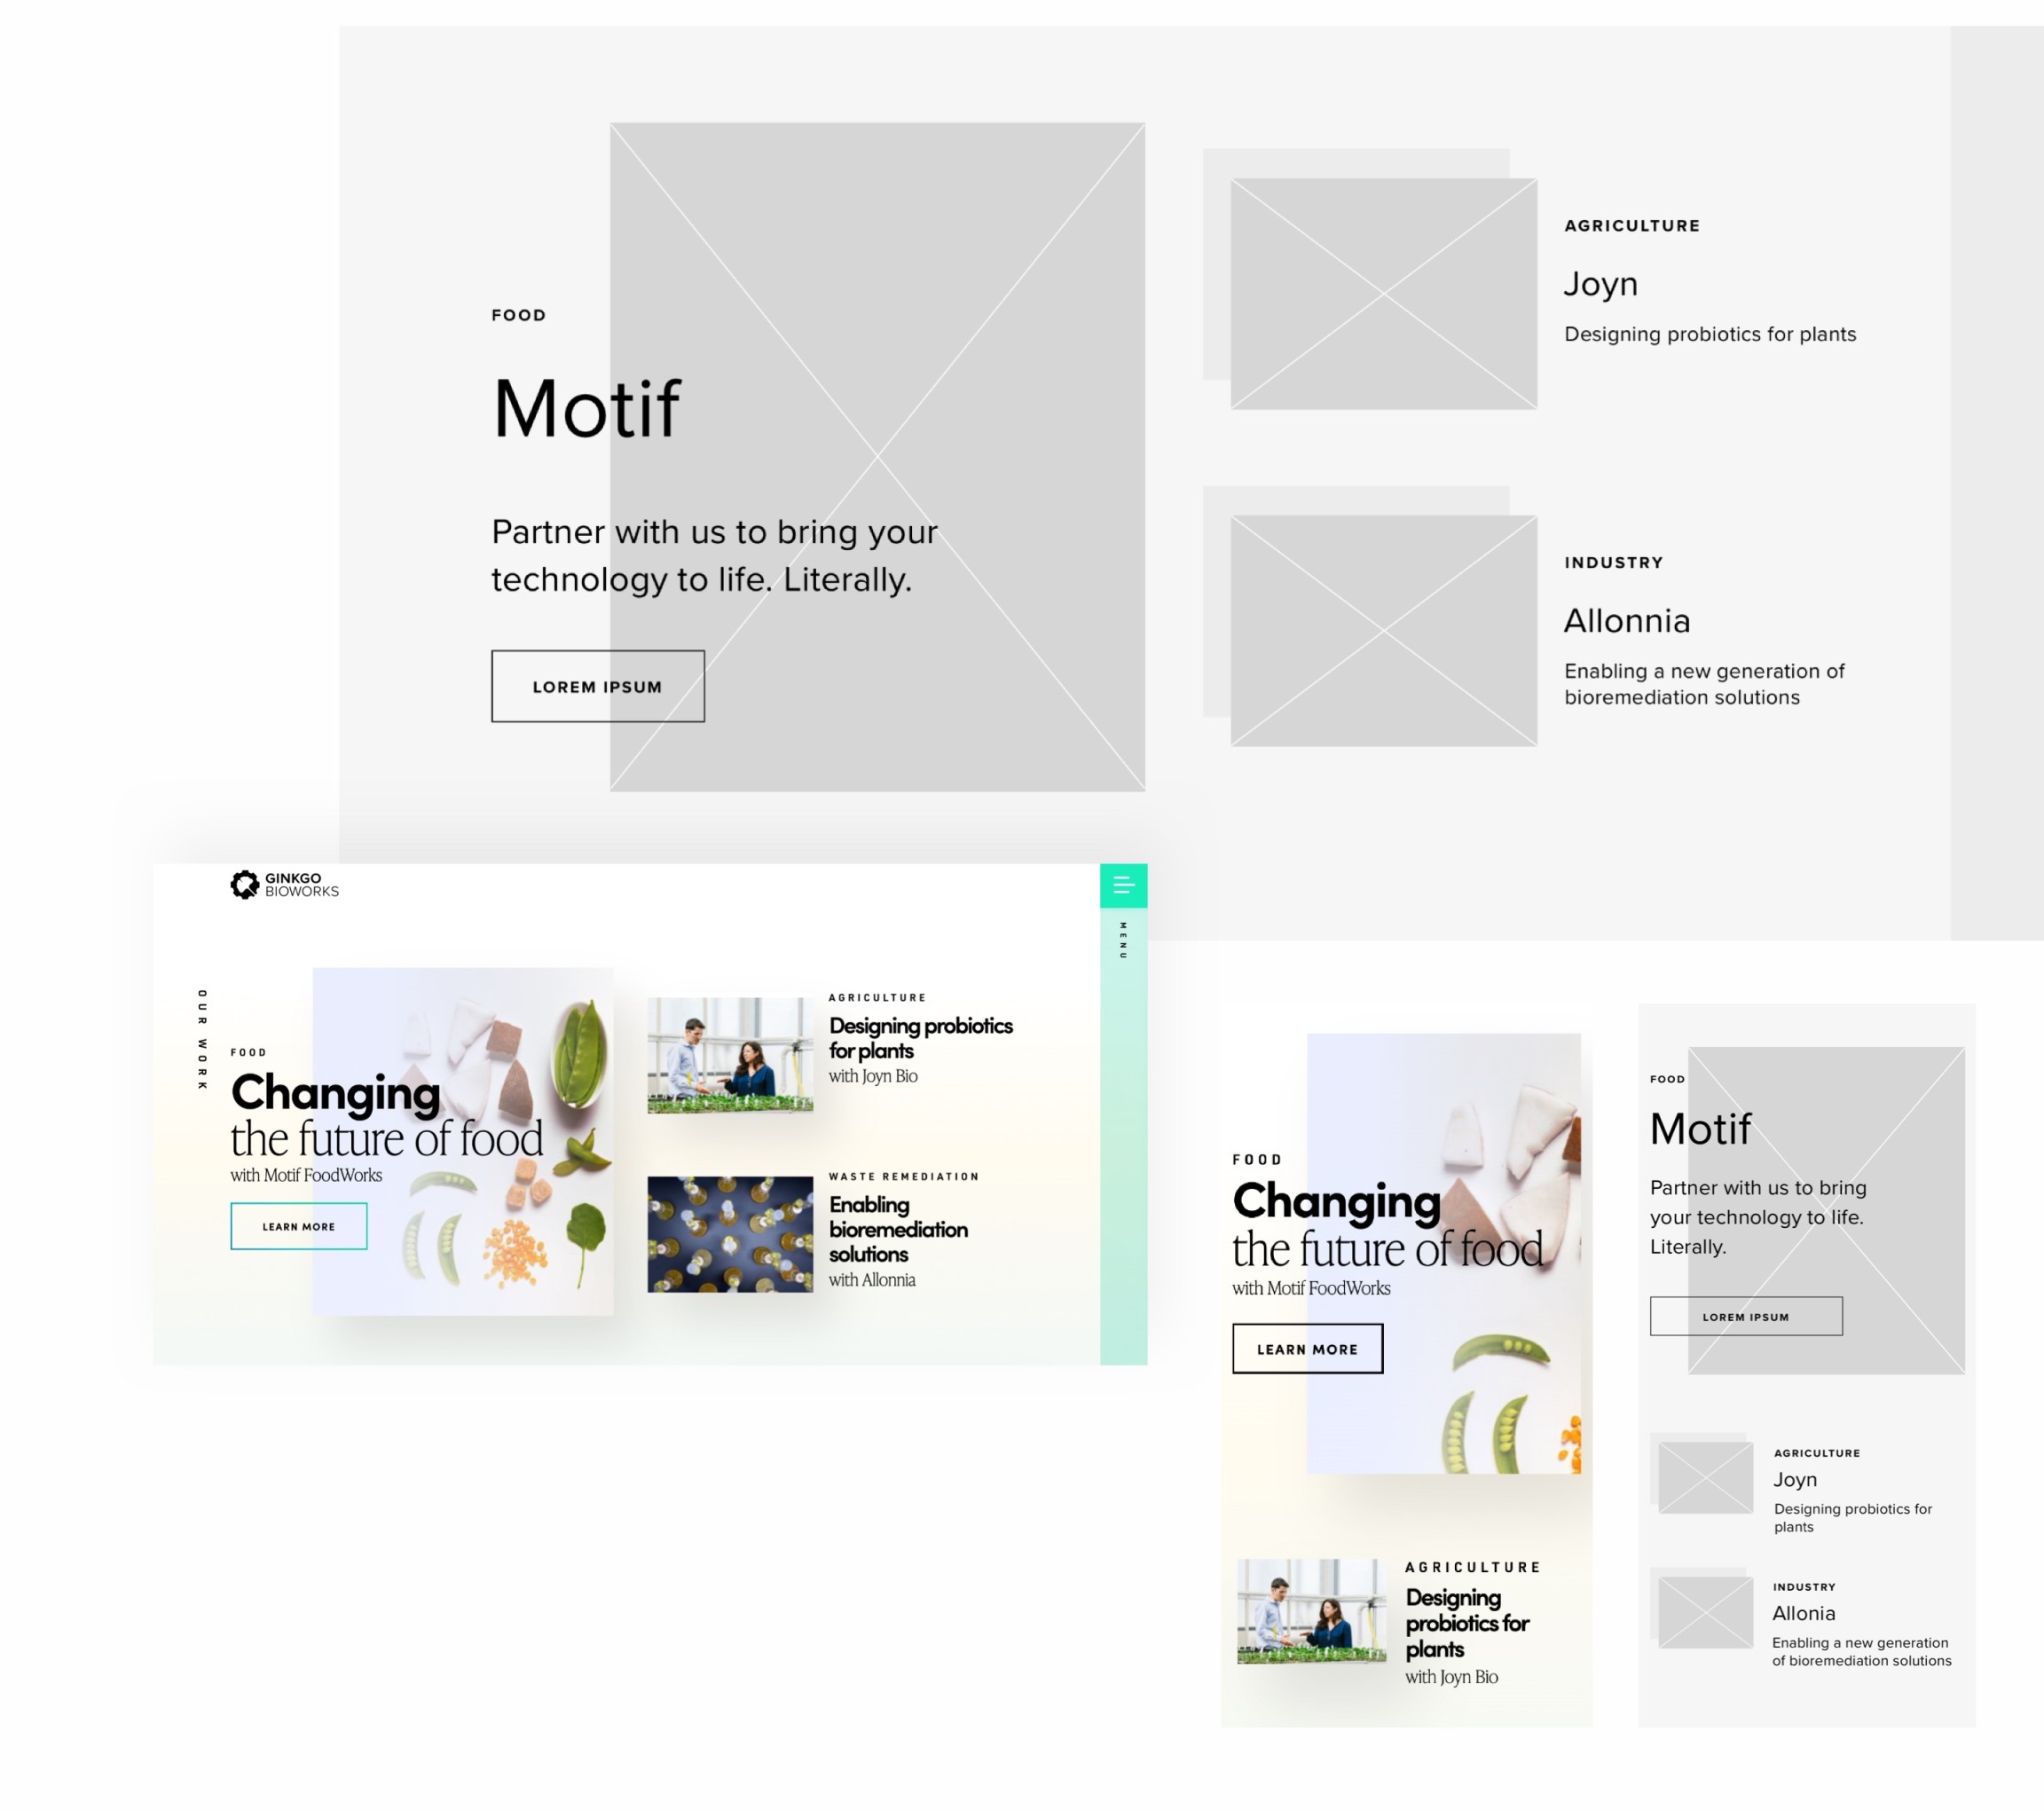 FOOD
Motif
Partner with us to bring your
technology to life. Literally.
LOREM IPSUM
AGRICULTURE
Joyn
Designing probiotics for plants
INDUSTRY
Allonnia
Enabling a new generation of
bioremediation solutions
GINKGO
BIOWORKS
MENU
OUR WORK
FOOD
Changing
the future of food
with Motif FoodWorks
LEARN MORE
AGRICULTURE
Designing probiotics
for plants
with Joyn Bio
WASTE REMEDIATION
Enabling
bioremediation
solutions
with Allonnia
FOOD
Changing
the future of food
with Motif FoodWorks
LEARN MORE
AGRICULTURE
Designing
probiotics for
plants
with Joyn Bio
FOOD
Motif
Partner with us to bring
your technology to life.
Literally.
LOREM IPSUM
AGRICULTURE
Joyn
Designing probiotics for
plants
INDUSTRY
Allonia
Enabling a new generation
of bioremediation solutions